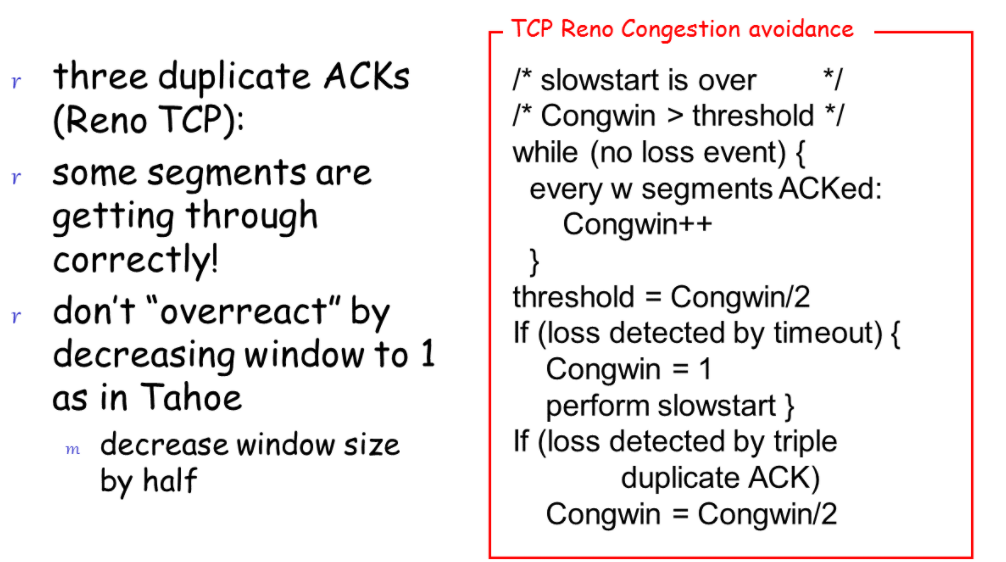 r three duplicate ACKs
(Reno TCP):
r some segments are
getting through
correctly!
r don't “overreact” by
decreasing window to 1
as in Tahoe
m decrease window size
by half
TCP Reno Congestion avoidance
/* slowstart is over */
/* Congwin > threshold */
while (no loss event) {
every w segments ACKed:
Congwin++
}
threshold = Congwin/2
If (loss detected by timeout) {
Congwin = 1
perform slowstart }
If (loss detected by triple
duplicate ACK)
Congwin = Congwin/2